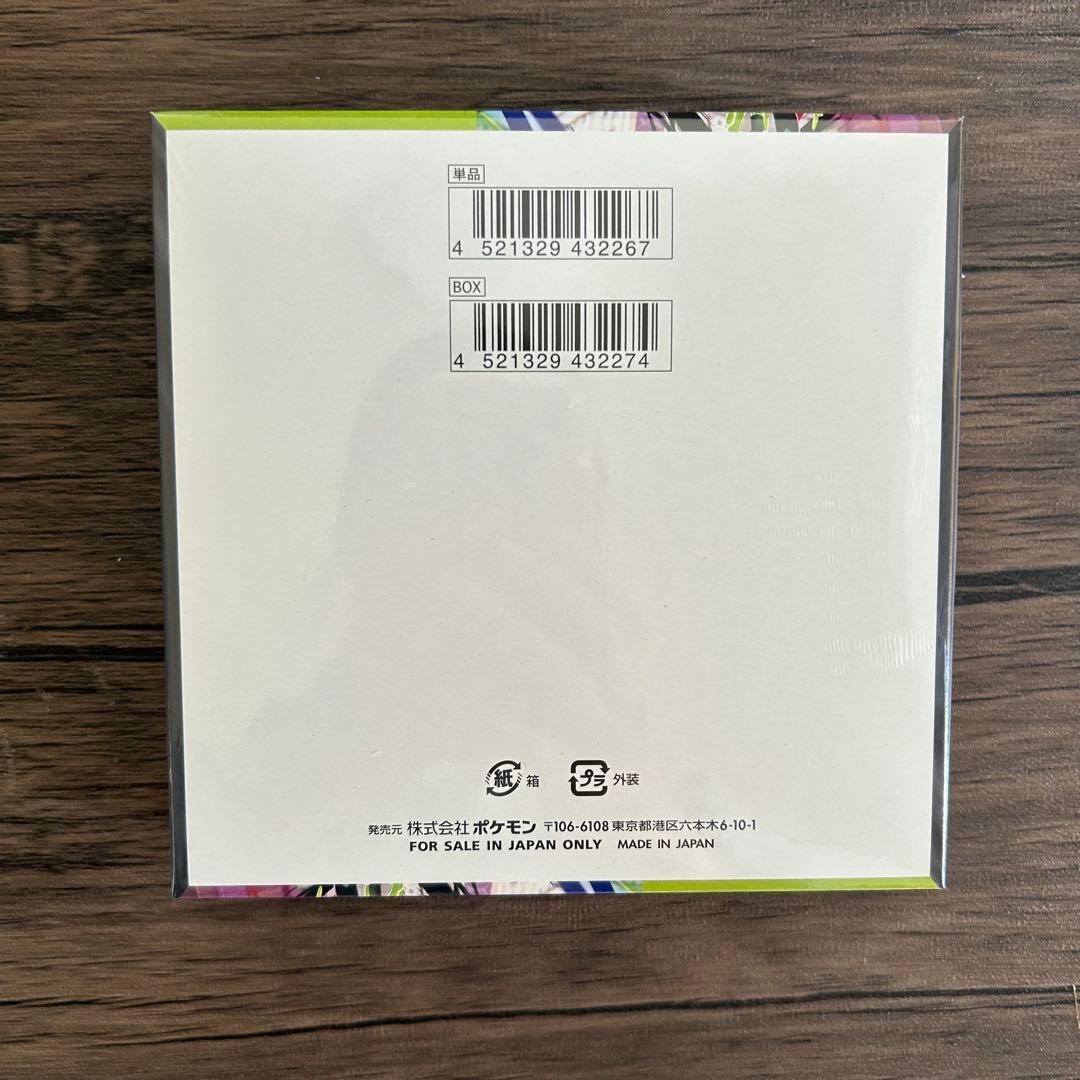 単品
4 521329 432267
BOX
4 521329 432274
紙 箱 プラ 外装
発売元 株式会社 ポケモン 〒106-6108 東京都港区六本木6-10-1
FOR SALE IN JAPAN ONLY MADE IN JAPAN